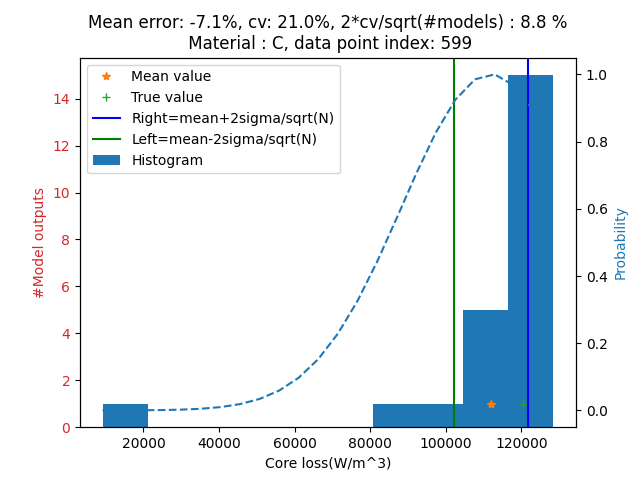 Mean error: -7.1%, cv: 21.0%, 2*cv/sqrt(#models) : 8.8 %
Material : C, data point index: 599
Mean value
True value
Right=mean+2sigma/sqrt(N)
Left=mean-2sigma/sqrt(N)
Histogram
#Model outputs
14
12
10
8
6
4
2
0
1.0
0.8
0.6
0.4
0.2
0.0
Probability
20000 40000 60000 80000 100000 120000
Core loss(W/m^3)